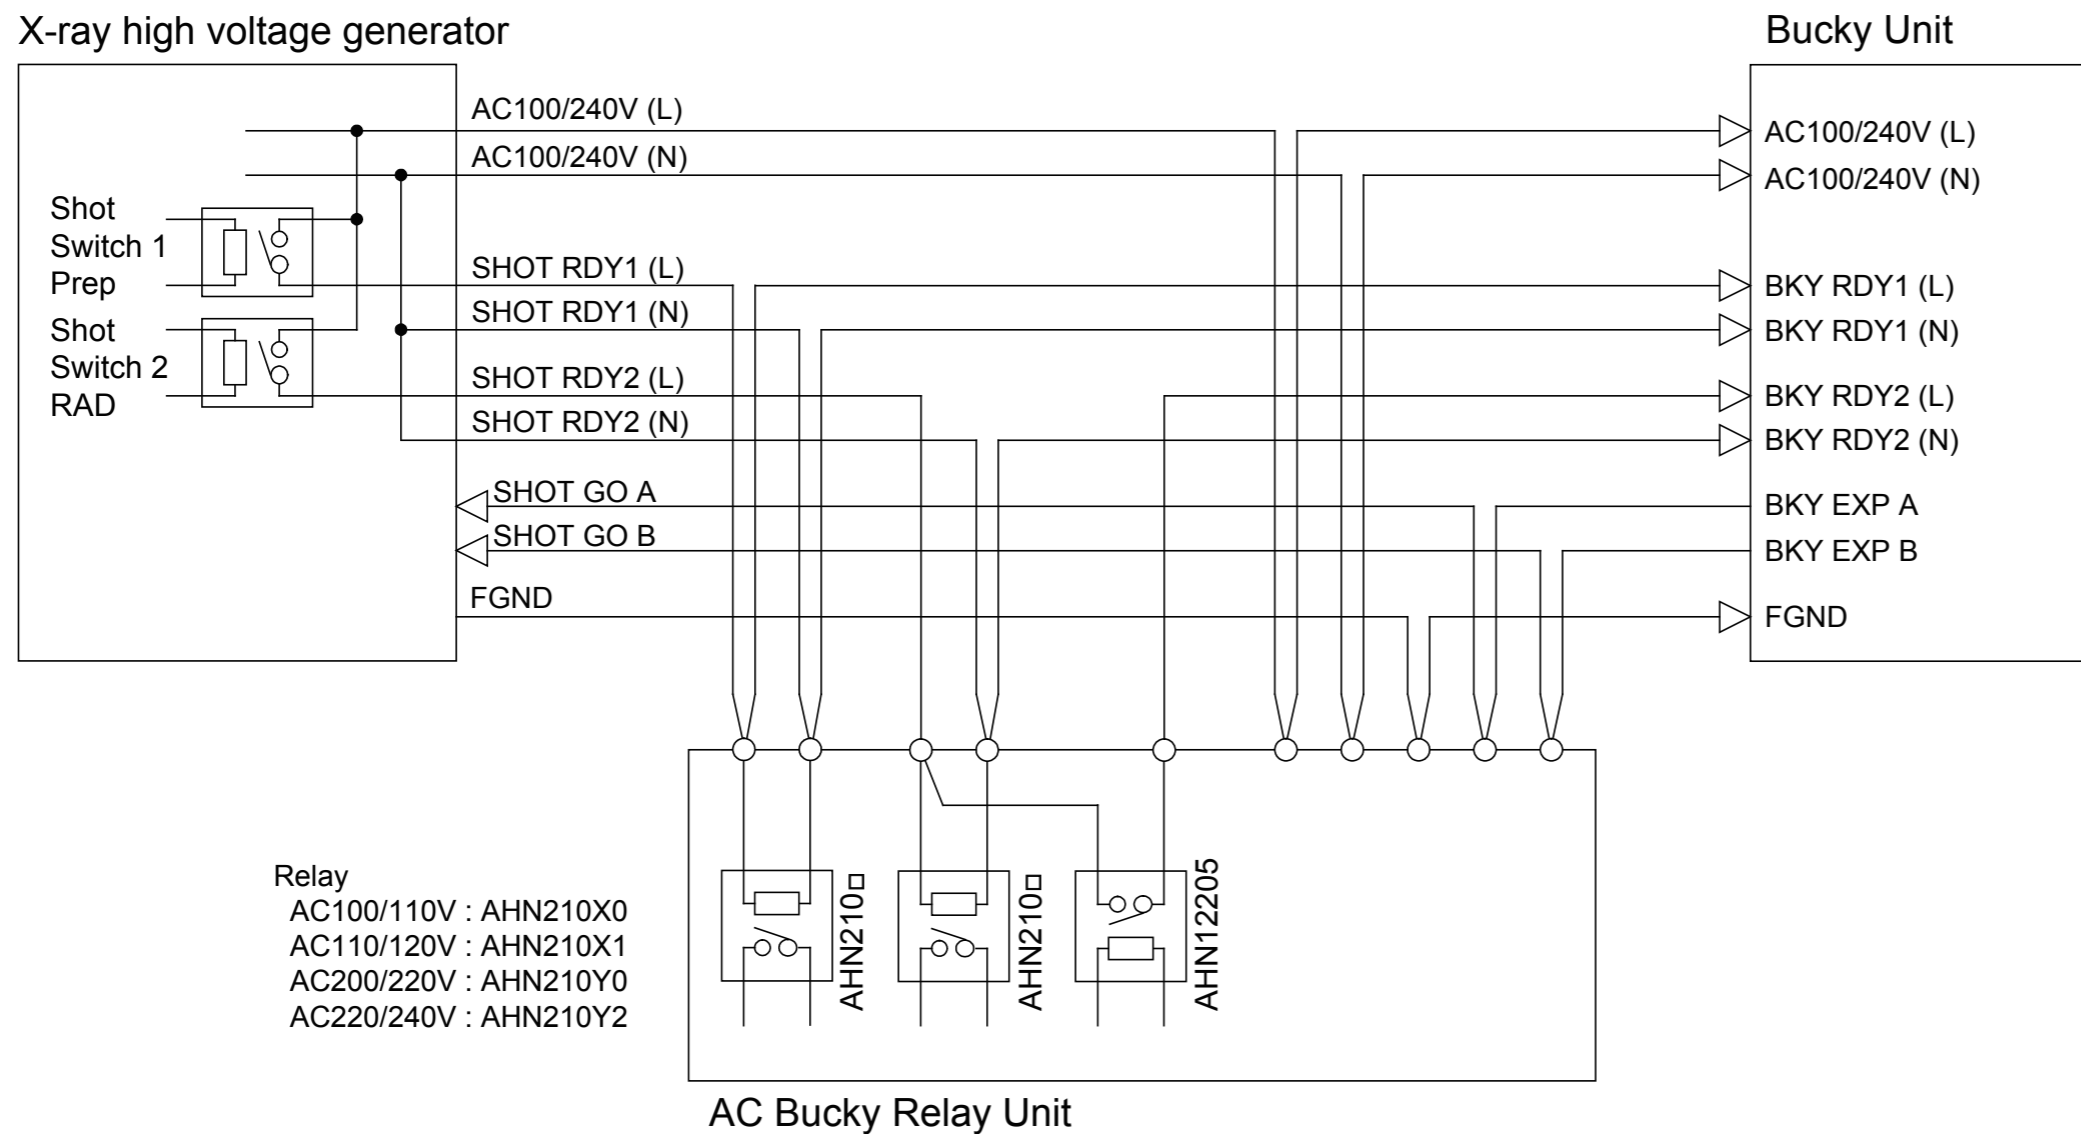 X-ray high voltage generator
Bucky Unit
AC100/240V (L)
AC100/240V (N)
Shot
Switch 1
Prep
Shot
Switch 2
RAD
SHOT RDY1 (L)
SHOT RDY1 (N)
SHOT RDY2 (L)
SHOT RDY2 (N)
SHOT GO A
SHOT GO B
FGND
AC100/240V (L)
AC100/240V (N)
BKY RDY1 (L)
BKY RDY1 (N)
BKY RDY2 (L)
BKY RDY2 (N)
BKY EXP A
BKY EXP B
FGND
Relay
AC100/110V : AHN210X0
AC110/120V : AHN210X1
AC200/220V : AHN210Y0
AC220/240V : AHN210Y2
AHN210□
AHN210□
AHN12205
AC Bucky Relay Unit